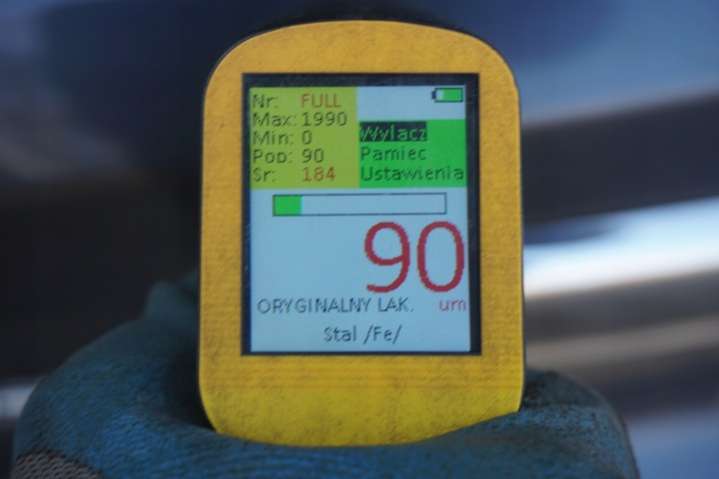 Nr: FULL
Max: 1990
Min: 0
Pop: 90
Sr: 184
Wylacz
Pamiec
Ustawienia
90
ORYGINALNY LAK. um
Stal /Fe/